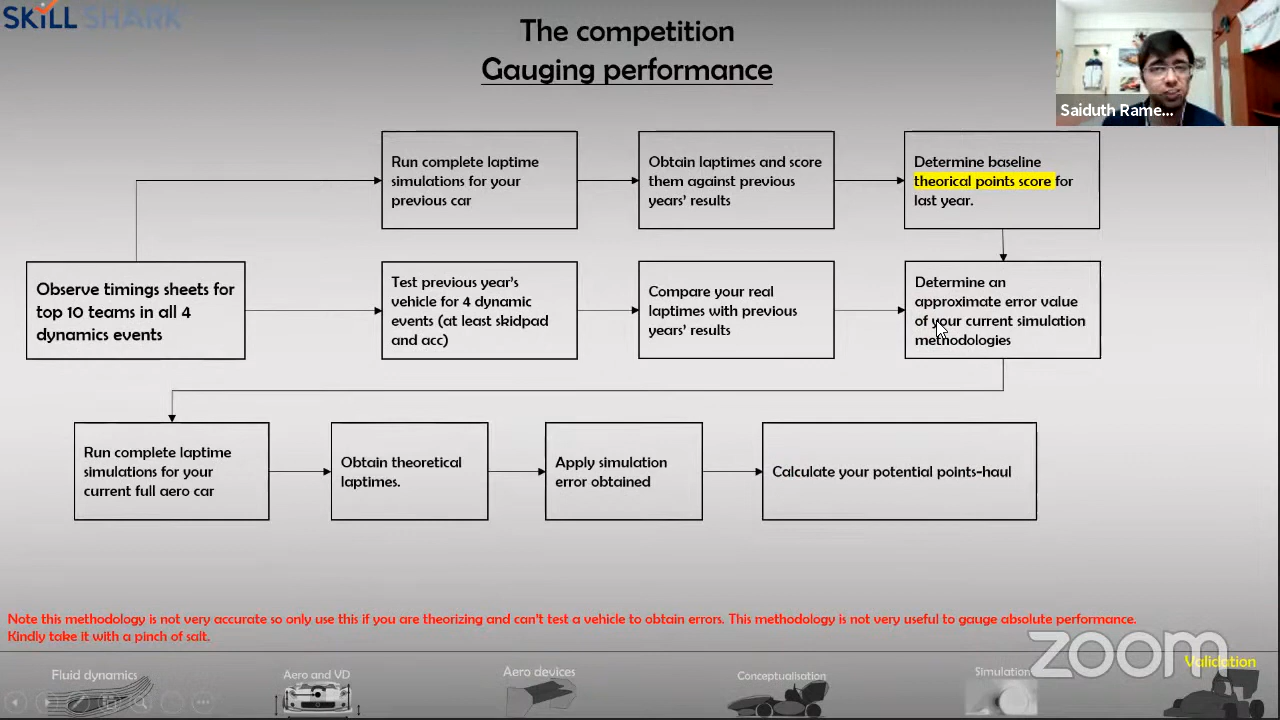 SKILL SHARK
The competition
Gauging performance
Saiduth Rame...
Run complete laptime
simulations for your
previous car
Obtain laptimes and score
them against previous
years' results
Determine baseline
theorical points score for
last year.
Observe timings sheets for
top 10 teams in all 4
dynamics events
Test previous year's
vehicle for 4 dynamic
events (at least skidpad
and acc)
Compare your real
laptimes with previous
years' results
Determine an
approximate error value
of your current simulation
methodologies
Run complete laptime
simulations for your
current full aero car
Obtain theoretical
laptimes.
Apply simulation
error obtained
Calculate your potential points-haul
Note this methodology is not very accurate so only use this if you are theorizing and can't test a vehicle to obtain errors. This methodology is not very useful to gauge absolute performance.
Kindly take it with a pinch of salt.
zoom
Fluid dynamics
Aero and VD
Aero devices
Conceptualisation
Simulation
Validation